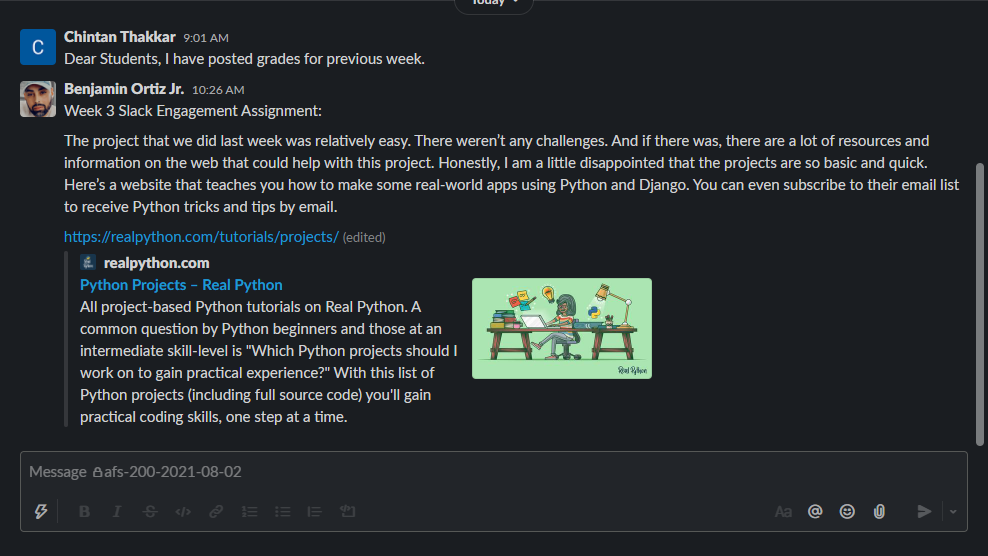 Today
Chintan Thakkar 9:01 AM
C
Dear Students, I have posted grades for previous week.
Benjamin Ortiz Jr. 10:26 AM
Week 3 Slack Engagement Assignment:
The project that we did last week was relatively easy. There weren't any challenges. And if there was, there are a lot of resources and
information on the web that could help with this project. Honestly, I am a little disappointed that the projects are so basic and quick.
Here's a website that teaches you how to make some real-world apps using Python and Django. You can even subscribe to their email list
to receive Python tricks and tips by email.
https://realpython.com/tutorials/projects/ (edited)
realpython.com
Python Projects – Real Python
All project-based Python tutorials on Real Python. A
common question by Python beginners and those at an
intermediate skill-level is "Which Python projects should I
work on to gain practical experience?" With this list of
Python projects (including full source code) you'll gain
practical coding skills, one step at a time.
Real Python
Message afs-200-2021-08-02
B I S </> Aa @